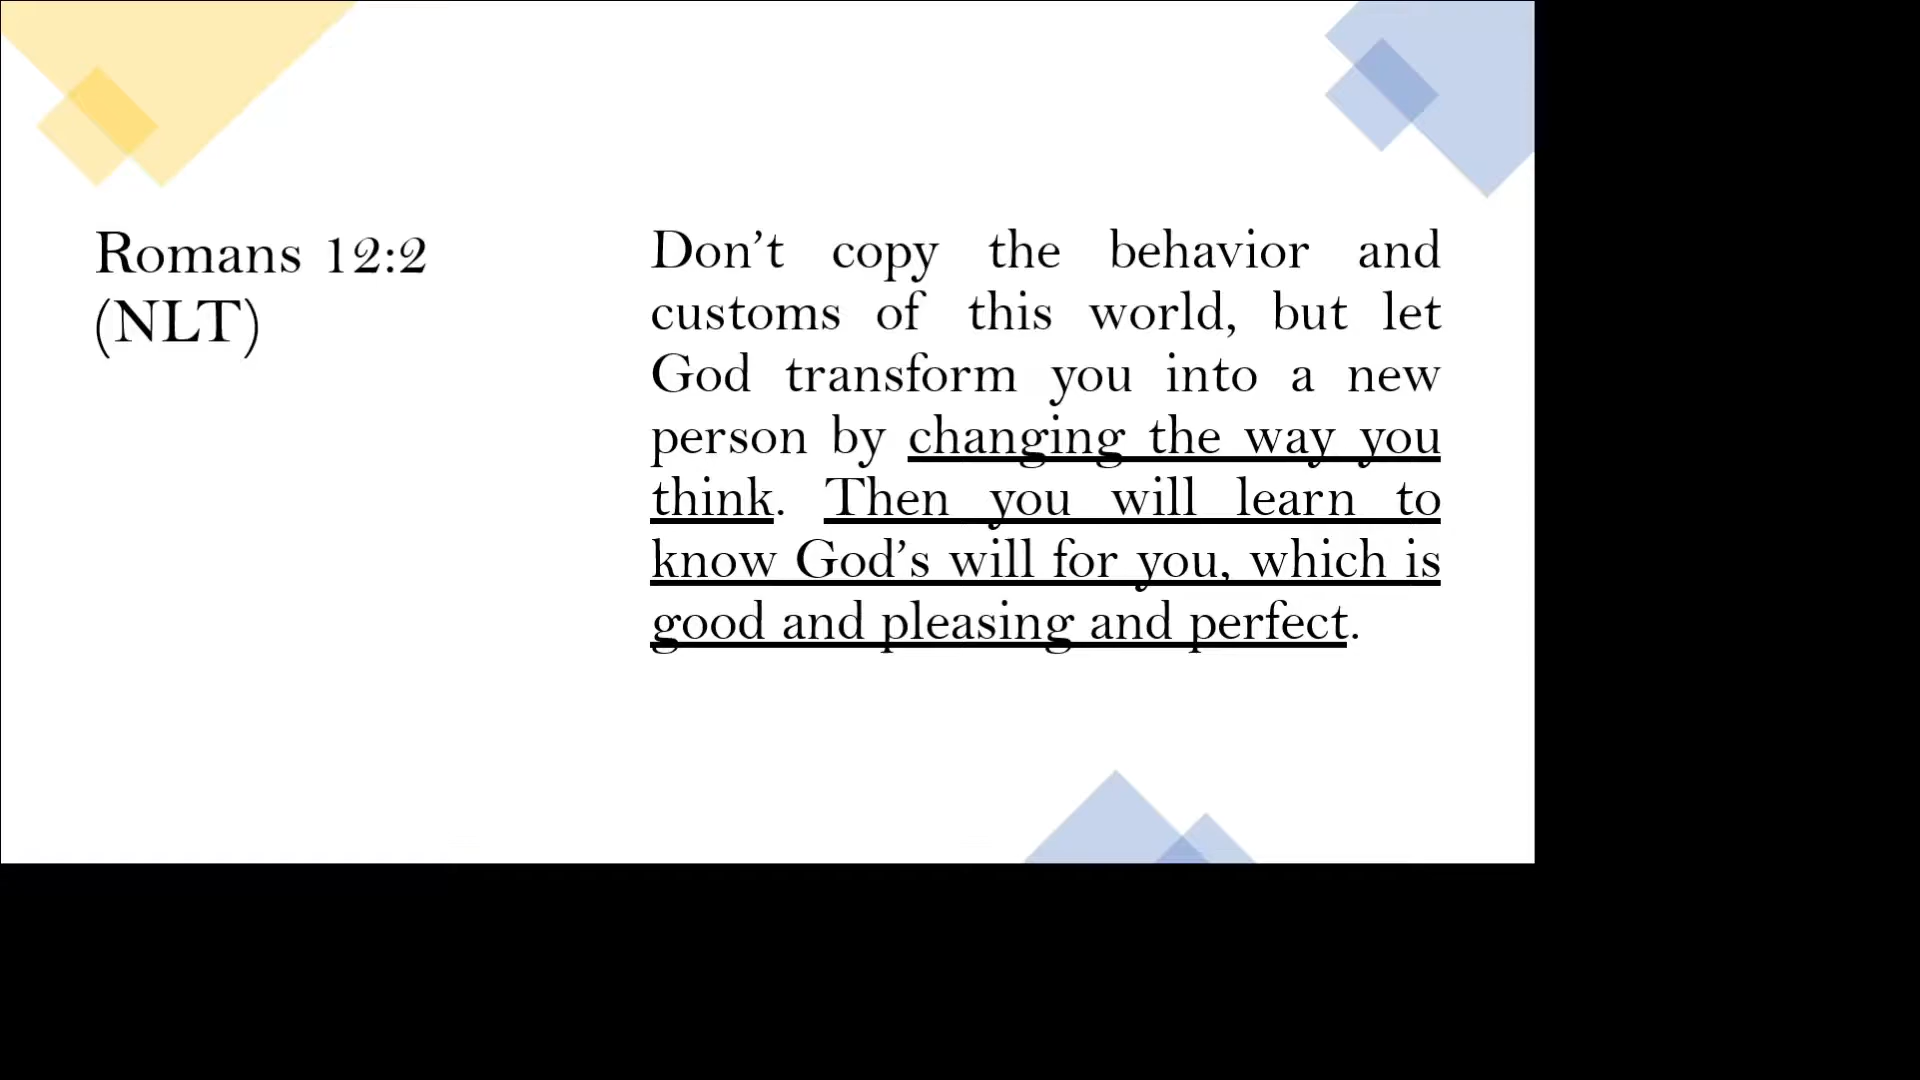 Romans 12:2
(NLT)
Don’t copy the behavior and
customs of this world, but let
God transform you into a new
person by changing the way you
think. Then you will learn to
know God’s will for you, which is
good and pleasing and perfect.